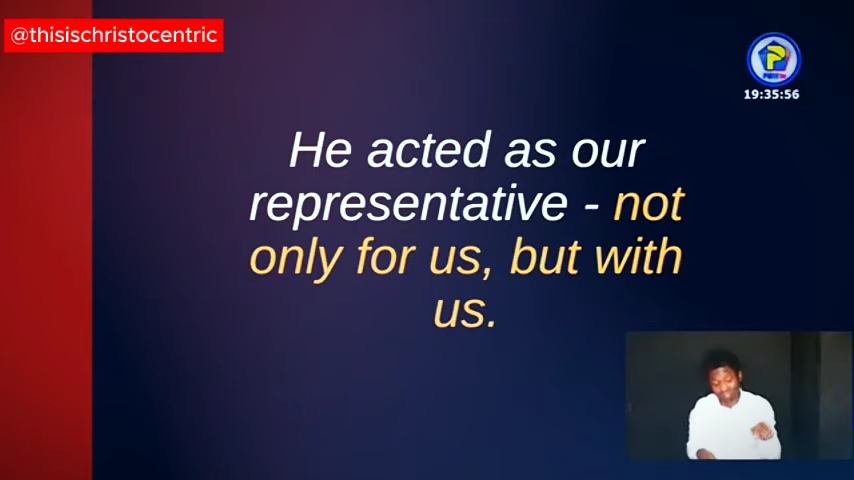 @thisischristocentric
19:35:56
He acted as our
representative - not
only for us, but with
us.